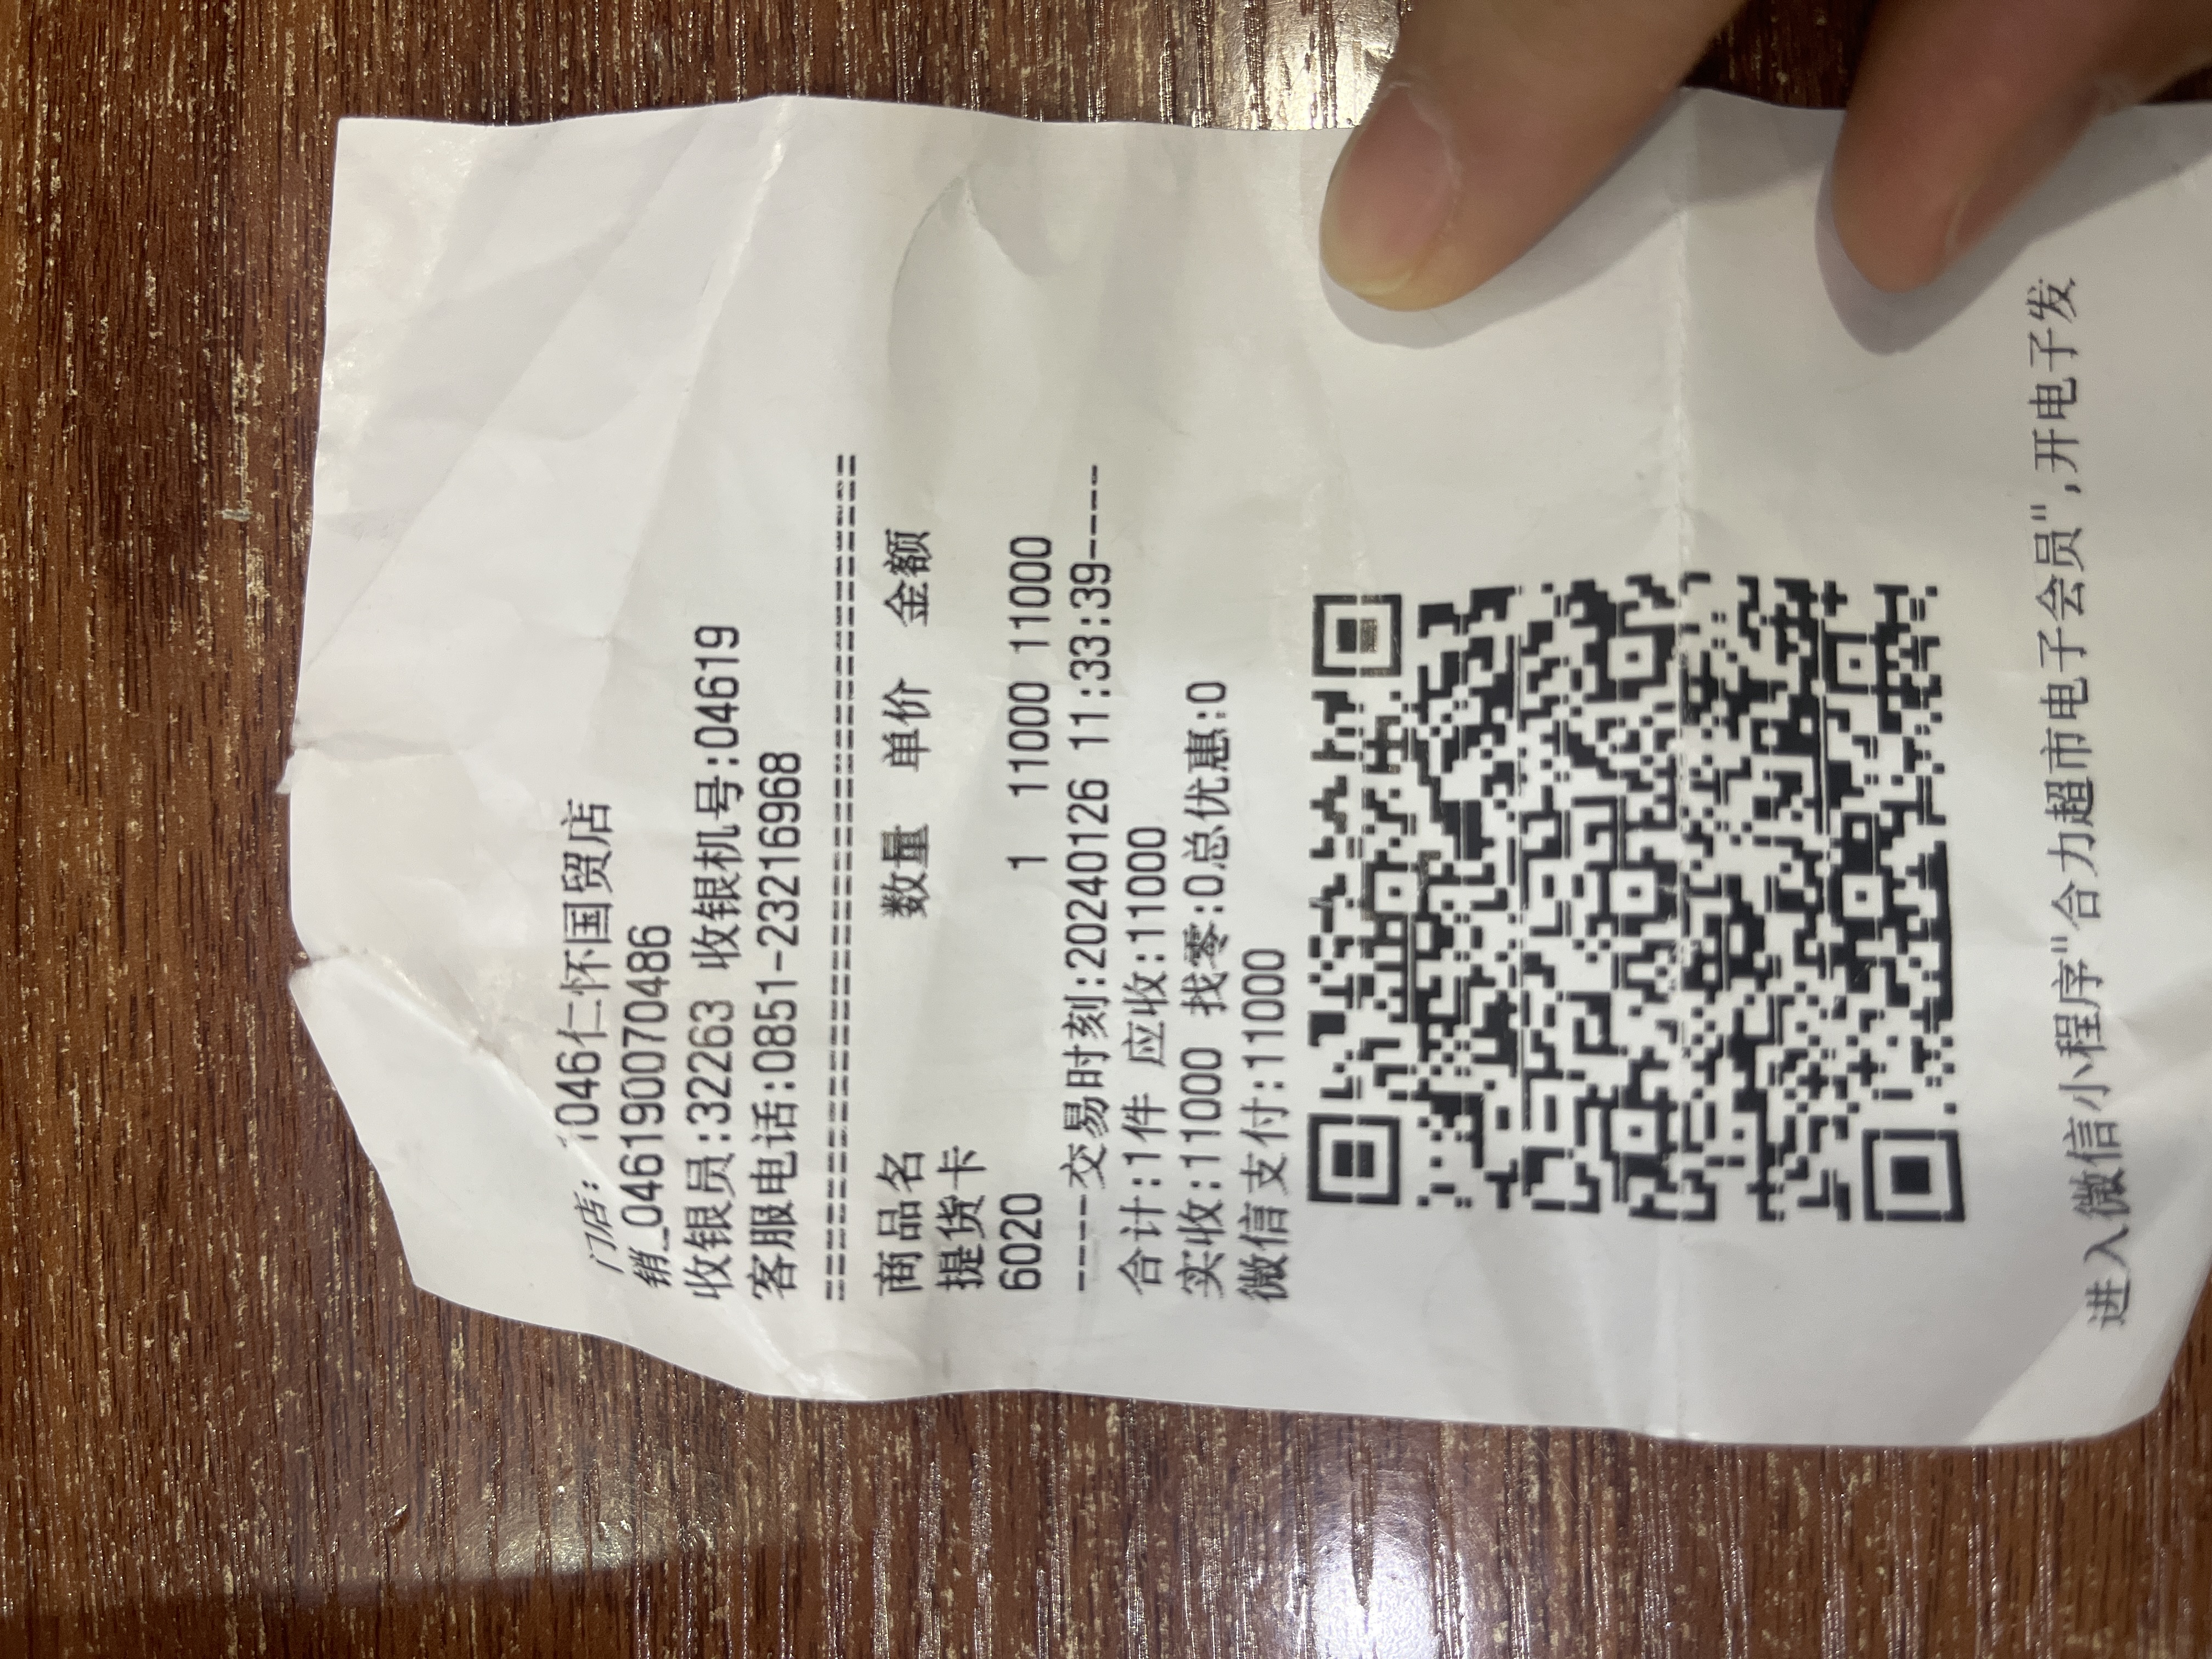 门店:1046仁怀国贸店
销_046190070486
收银员:32263 收银机号:04619
客服电话:0851-23216968
========================================
商品名 数量 单价 金额
提货卡
6020 1 11000 11000
----交易时刻:20240126 11:33:39----
合计:1件 应收:11000
实收:11000 找零:0总优惠:0
微信支付:11000
进入微信小程序"合力超市电子会员",开电子发